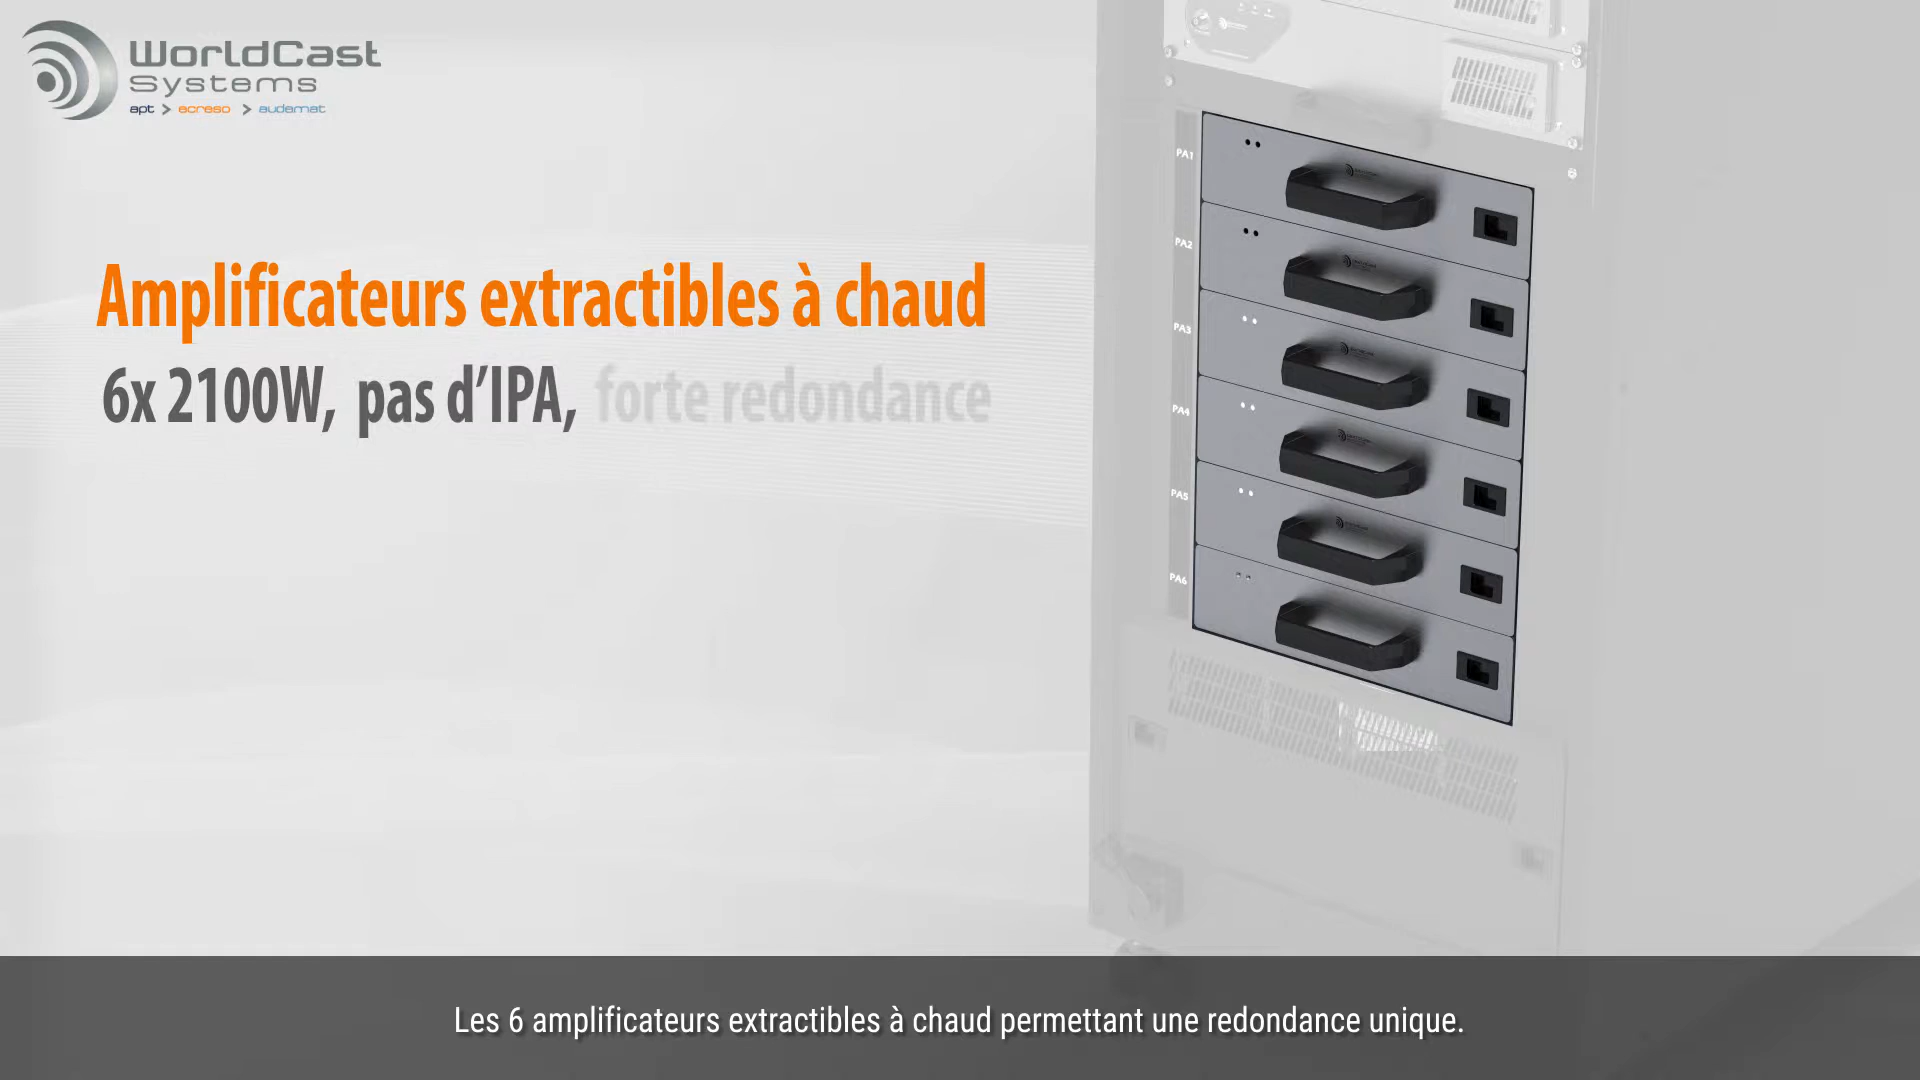 WorldCast
Systems
apt > ecreso > audemat
Amplificateurs extractibles à chaud
6x 2100W, pas d'IPA, forte redondance
PA1
PA2
PA3
PA4
PA5
PA6
Les 6 amplificateurs extractibles à chaud permettant une redondance unique.